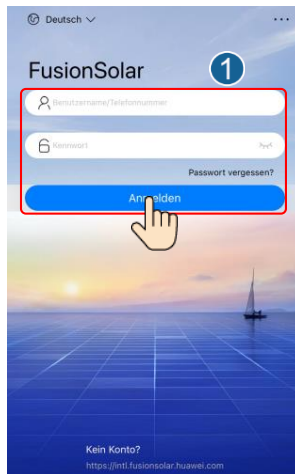 Deutsch
FusionSolar
1
Benutzername/Telefonnummer
Kennwort
Passwort vergessen?
Anmelden
Kein Konto?
https://intl.fusionsolar.huawei.com